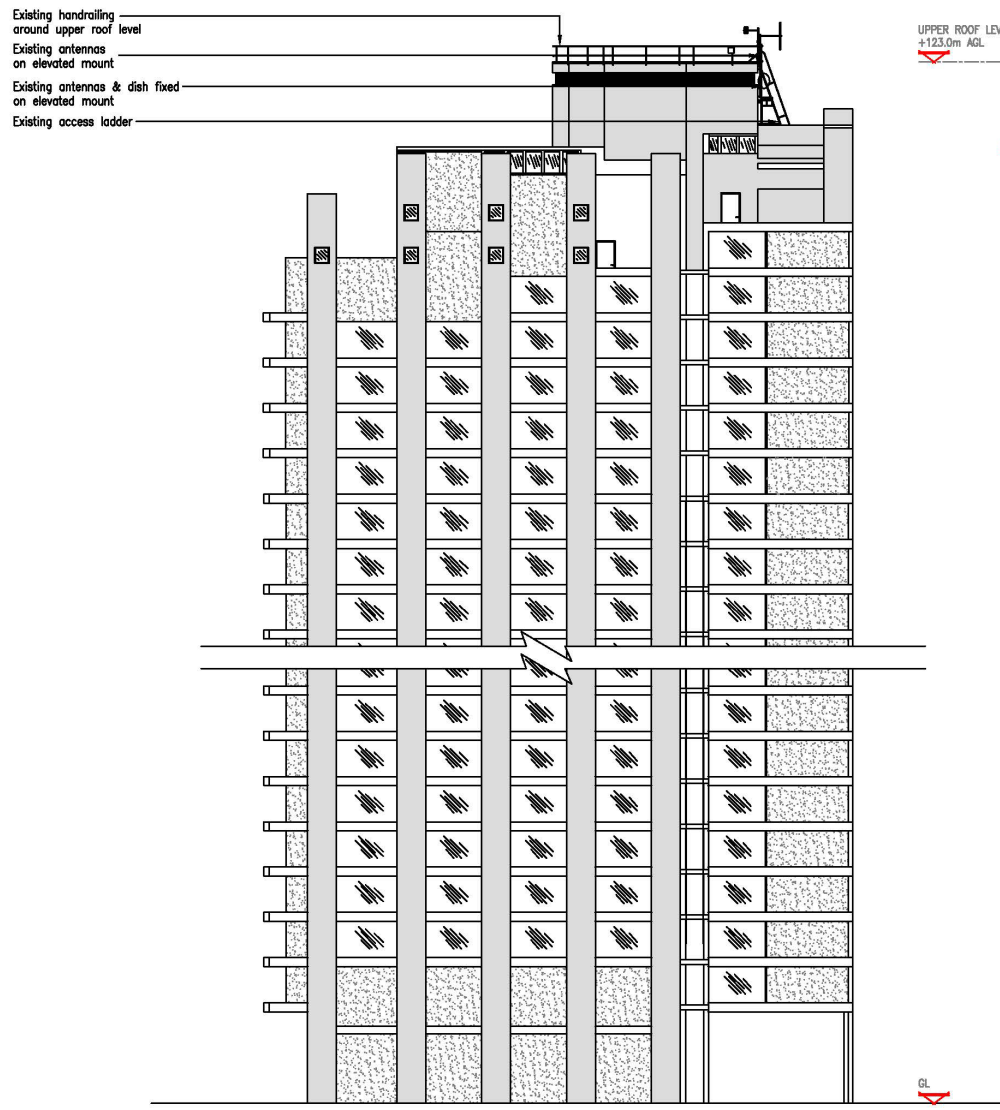 Existing handrailing
around upper roof level
Existing antennas
on elevated mount
Existing antennas & dish fixed
on elevated mount
Existing access ladder
UPPER ROOF LEV
+123.0m AGL
GL